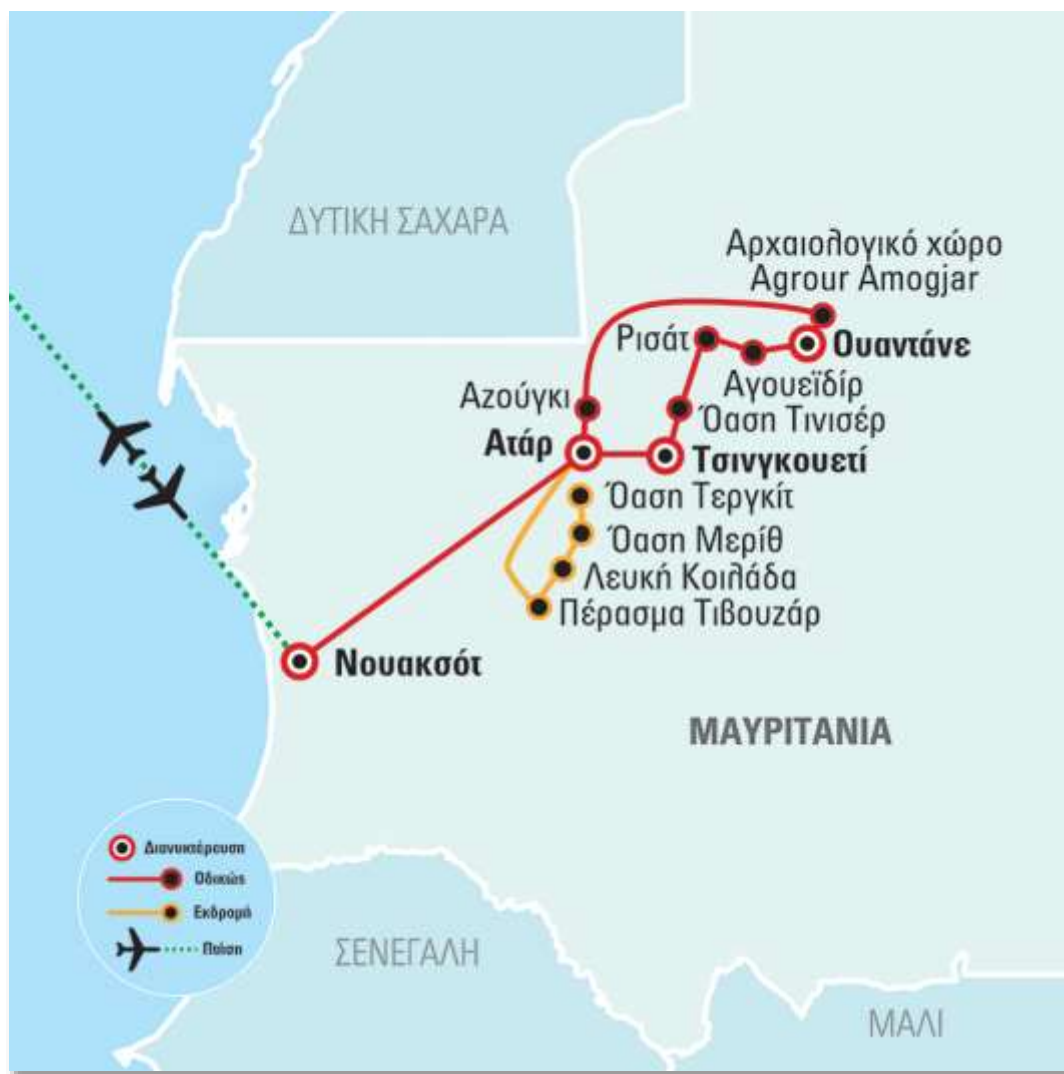 ΔΥΤΙΚΗ ΣΑΧΑΡΑ
Αρχαιολογικό χώρο
Agrour Amogjar
Ρισάτ
Ουαντάνε
Αγουεϊδίρ
Αζούγκι
Όαση Τινισέρ
Ατάρ
Τσινγκουετί
Όαση Τεργκίτ
Όαση Μερίθ
Λευκή Κοιλάδα
Πέρασμα Τιβουζάρ
Νουακσότ
ΜΑΥΡΙΤΑΝΙΑ
Διανυκτέρευση
Οδικώς
Εκδρομή
Πτήση
ΣΕΝΕΓΑΛΗ
ΜΑΛΙ